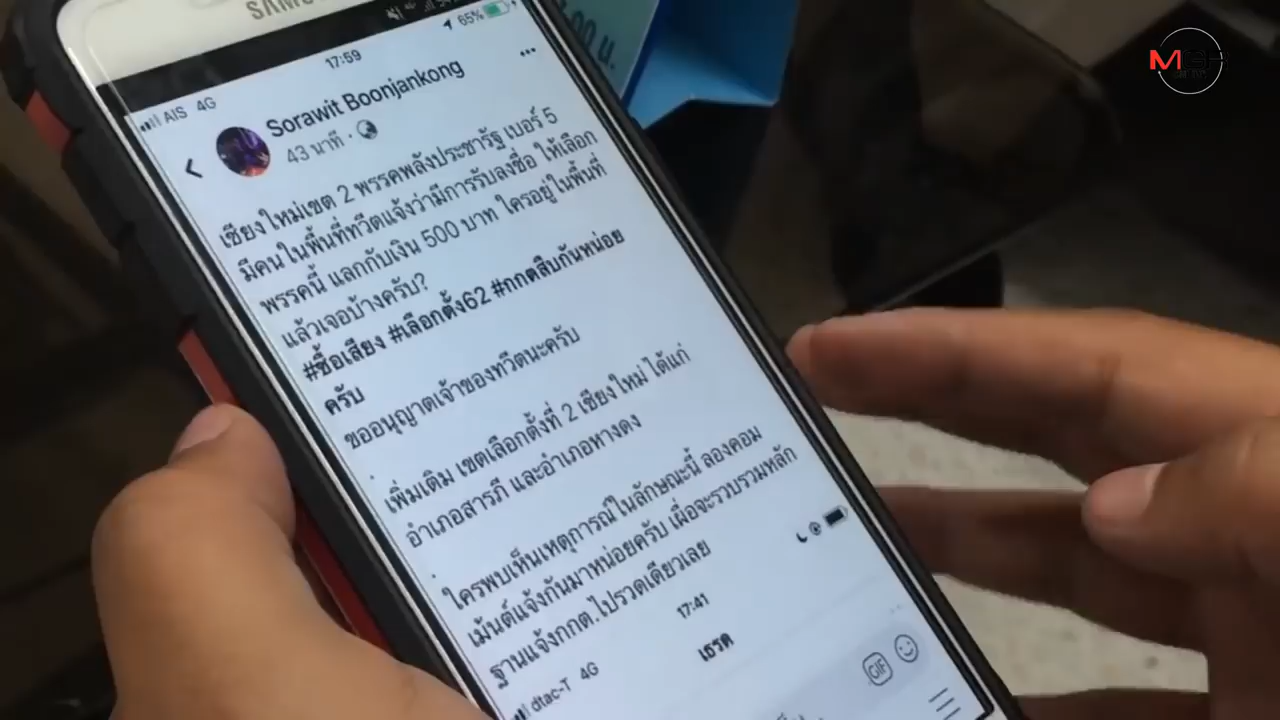 SAMSUNG
65%
17:59
AIS 4G
3.00 น.
Sorawit Boonjankong
43 นาที ·
เชียงใหม่เขต 2 พรรคพลังประชารัฐ เบอร์ 5
มีคนในพื้นที่ทวีตแจ้งว่ามีการรับลงชื่อ ให้เลือก
พรรคนี้ แลกกับเงิน 500 บาท ใครอยู่ในพื้นที่
แล้วเจอบ้างครับ?
#ซื้อเสียง #เลือกตั้ง62 #กกตสืบกันหน่อย
ครับ
ขออนุญาตเจ้าของทวีตนะครับ
.
เพิ่มเติม เขตเลือกตั้งที่ 2 เชียงใหม่ ได้แก่
อำเภอสารภี และอำเภอหางดง
.
ใครพบเห็นเหตุการณ์ในลักษณะนี้ ลองคอม
เม้นต์แจ้งกันมาหน่อยครับ เผื่อจะรวบรวมหลัก
ฐานแจ้งกกต.ไปรวดเดียวเลย
dtac-T 4G
17:41
เธรด
GIF